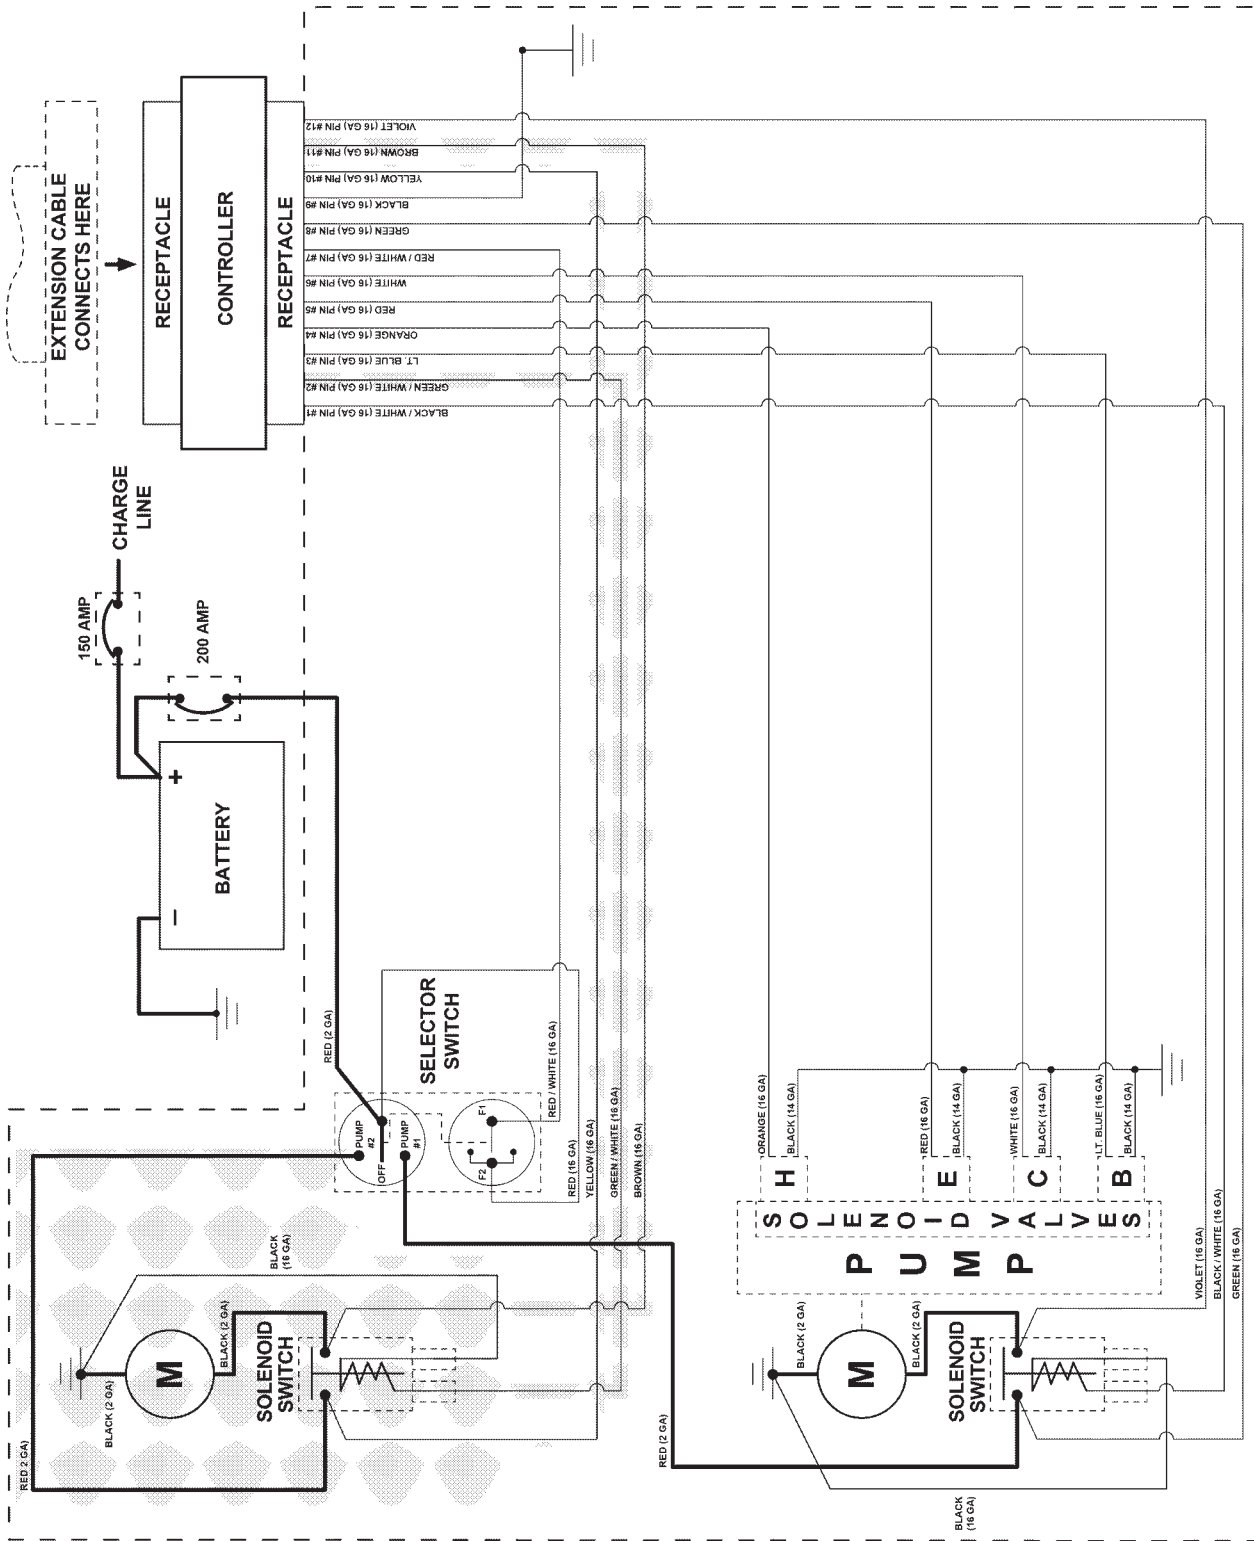 EXTENSION CABLE
CONNECTS HERE
RECEPTACLE
CONTROLLER
RECEPTACLE
VIOLET (16 GA) PIN #12
BROWN (16 GA) PIN #11
YELLOW (16 GA) PIN #10
BLACK (16 GA) PIN #9
GREEN (16 GA) PIN #8
RED / WHITE (16 GA) PIN #7
WHITE (16 GA) PIN #6
RED (16 GA) PIN #5
ORANGE (16 GA) PIN #4
LT. BLUE (16 GA) PIN #3
GREEN / WHITE (16 GA) PIN #2
BLACK / WHITE (16 GA) PIN #1
CHARGE
LINE
150 AMP
200 AMP
+
BATTERY
–
RED (2 GA)
SELECTOR
SWITCH
PUMP
#2
OFF
PUMP
#1
F1
F2
RED / WHITE (16 GA)
RED (16 GA)
YELLOW (16 GA)
GREEN / WHITE (16 GA)
BROWN (16 GA)
BLACK
(16 GA)
BLACK (2 GA)
M
BLACK (2 GA)
SOLENOID
SWITCH
RED 2 GA)
ORANGE (16 GA)
BLACK (14 GA)
RED (16 GA)
BLACK (14 GA)
WHITE (16 GA)
BLACK (14 GA)
LT. BLUE (16 GA)
BLACK (14 GA)
H
E
C
B
SOLENOID VALVES
PUMP
VIOLET (16 GA)
BLACK / WHITE (16 GA)
GREEN (16 GA)
BLACK (2 GA)
M
BLACK (2 GA)
SOLENOID
SWITCH
RED (2 GA)
BLACK
(16 GA)